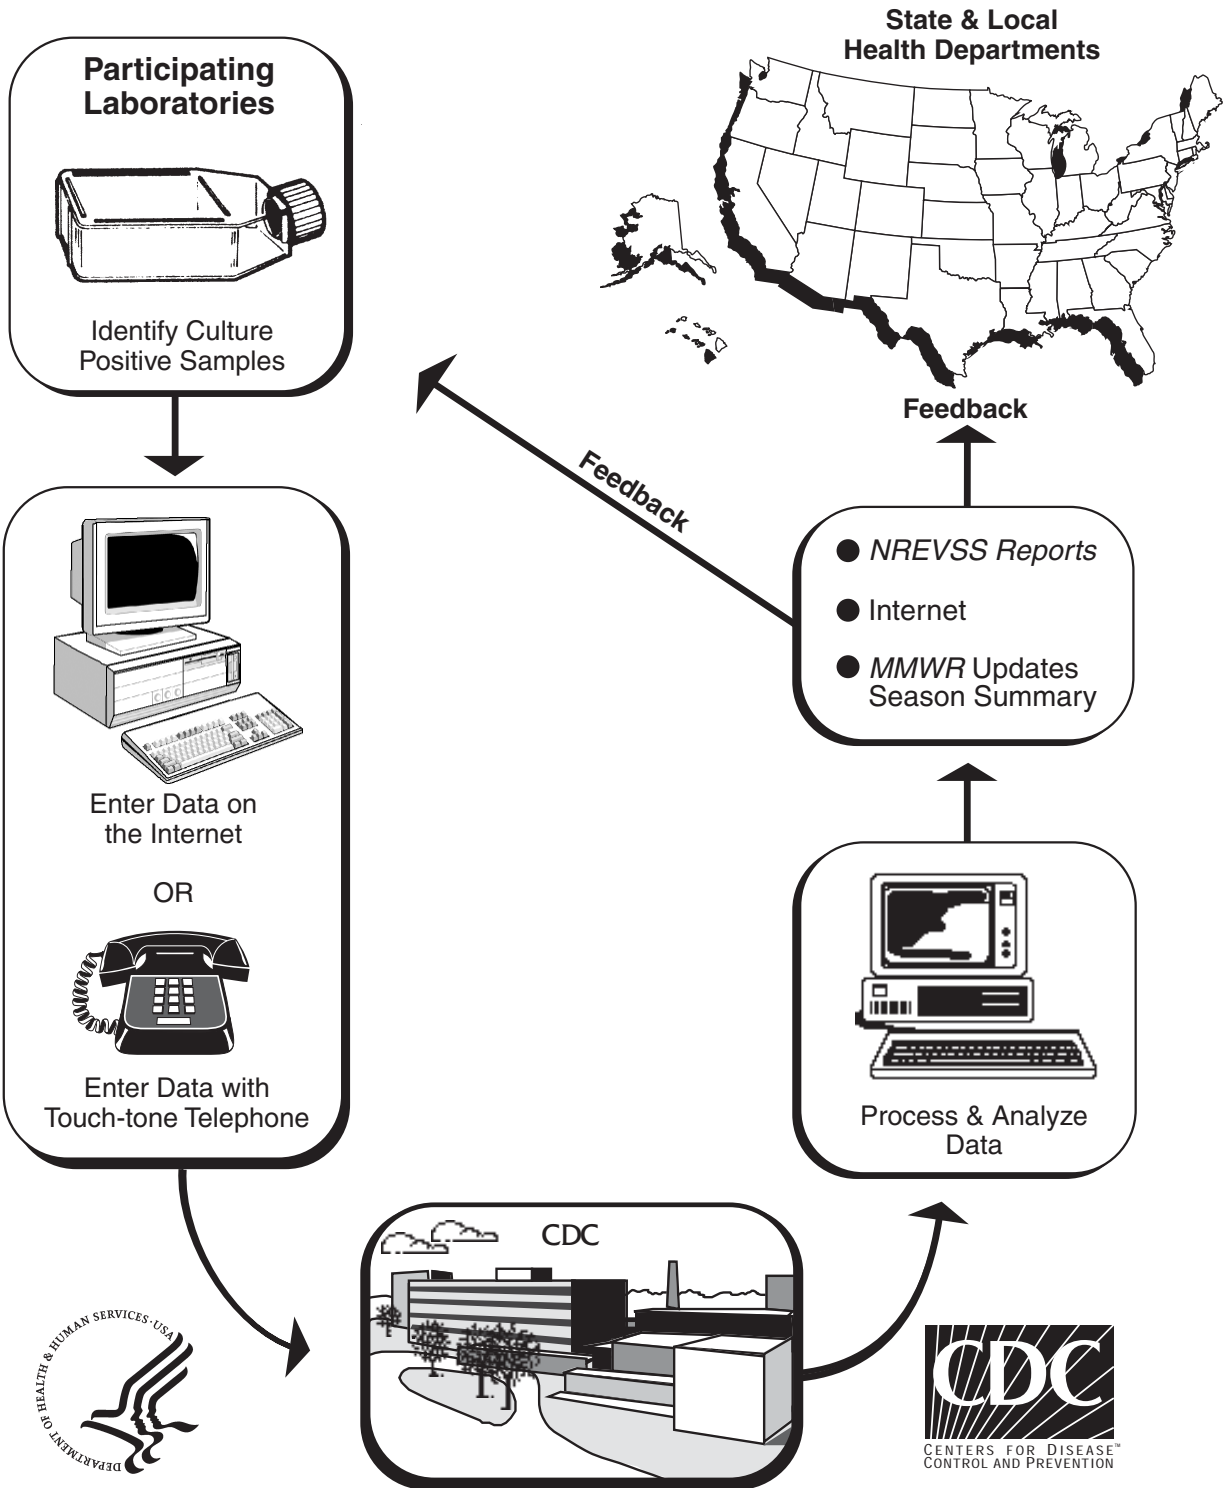 State & Local
Health Departments
Participating
Laboratories
Identify Culture
Positive Samples
Feedback
Feedback
● NREVSS Reports
● Internet
● MMWR Updates
Season Summary
Enter Data on
the Internet
OR
Enter Data with
Touch-tone Telephone
Process & Analyze
Data
CDC
DEPARTMENT OF HEALTH & HUMAN SERVICES·USA
CDC
CENTERS FOR DISEASE™
CONTROL AND PREVENTION